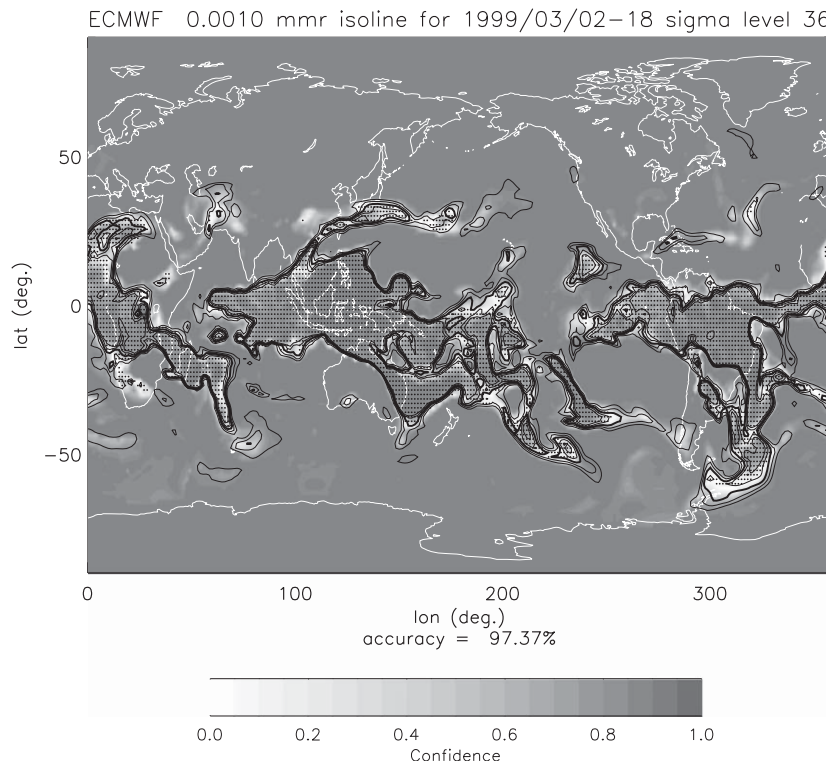 ECMWF 0.0010 mmr isoline for 1999/03/02-18 sigma level 36
50
0
-50
lat (deg.)
0 100 200 300
lon (deg.)
accuracy = 97.37%
0.0 0.2 0.4 0.6 0.8 1.0
Confidence